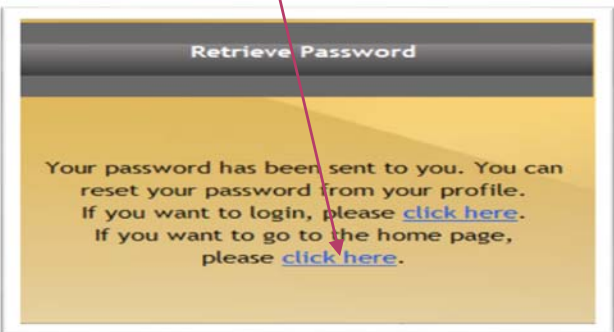 Retrieve Password
Your password has been sent to you. You can
reset your password from your profile.
If you want to login, please click here.
If you want to go to the home page,
please click here.